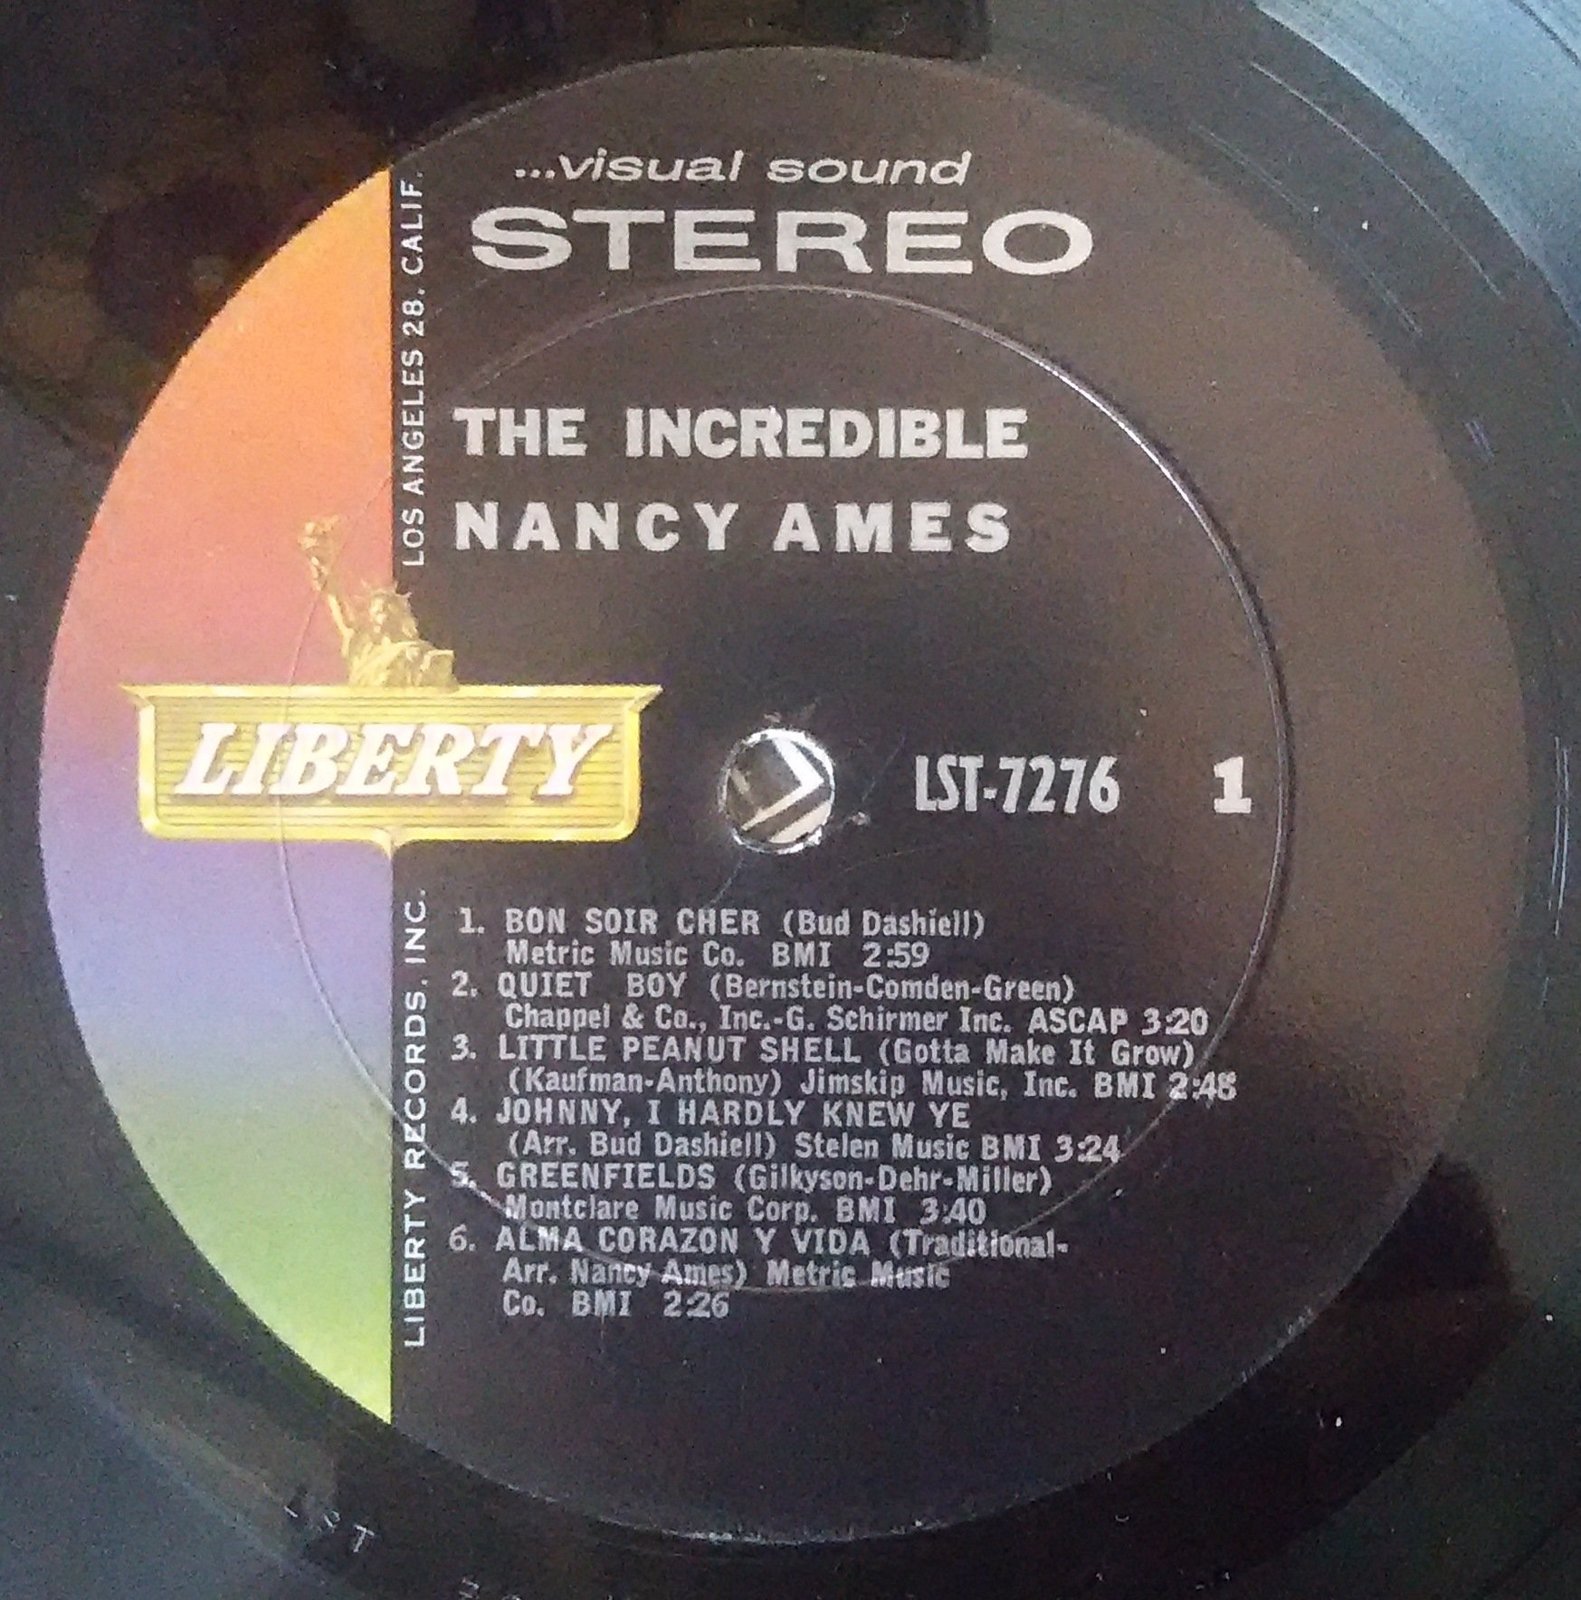 ...visual sound
STEREO
LOS ANGELES 28, CALIF.
THE INCREDIBLE
NANCY AMES
LIBERTY
LST-7276 1
LIBERTY RECORDS, INC.
1. BON SOIR CHER (Bud Dashiell)
Metric Music Co. BMI 2:59
2. QUIET BOY (Bernstein-Comden-Green)
Chappel & Co., Inc.-G. Schirmer Inc. ASCAP 3:20
3. LITTLE PEANUT SHELL (Gotta Make It Grow)
(Kaufman-Anthony) Jimskip Music, Inc. BMI 2:48
4. JOHNNY, I HARDLY KNEW YE
(Arr. Bud Dashiell) Stelen Music BMI 3:24
5. GREENFIELDS (Gilkyson-Dehr-Miller)
Montclare Music Corp. BMI 3:40
6. ALMA CORAZON Y VIDA (Traditional-
Arr. Nancy Ames) Metric Music
Co. BMI 2:26
LST